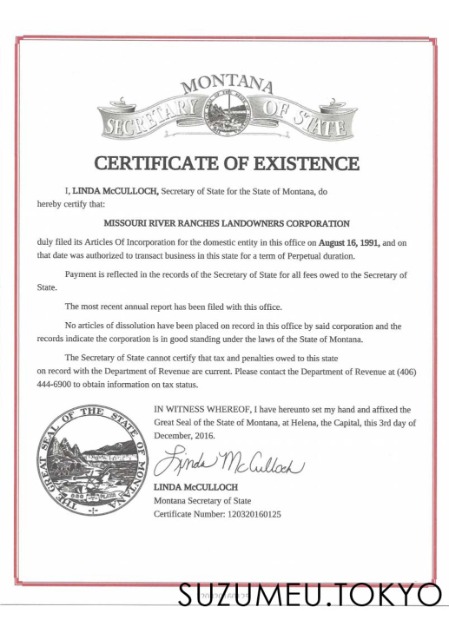 MONTANA
SECRETARY OF STATE
CERTIFICATE OF EXISTENCE
I, LINDA McCULLOCH, Secretary of State for the State of Montana, do
hereby certify that:
MISSOURI RIVER RANCHES LANDOWNERS CORPORATION
duly filed its Articles Of Incorporation for the domestic entity in this office on August 16, 1991, and on
that date was authorized to transact business in this state for a term of Perpetual duration.
Payment is reflected in the records of the Secretary of State for all fees owed to the Secretary of
State.
The most recent annual report has been filed with this office.
No articles of dissolution have been placed on record in this office by said corporation and the
records indicate the corporation is in good standing under the laws of the State of Montana.
The Secretary of State cannot certify that tax and penalties owed to this state
on record with the Department of Revenue are current. Please contact the Department of Revenue at (406)
444-6900 to obtain information on tax status.
THE GREAT SEAL OF THE STATE OF MONTANA
IN WITNESS WHEREOF, I have hereunto set my hand and affixed the
Great Seal of the State of Montana, at Helena, the Capital, this 3rd day of
December, 2016.
Linda McCulloch
LINDA McCULLOCH
Montana Secretary of State
Certificate Number: 120320160125
SUZUMEU.TOKYO